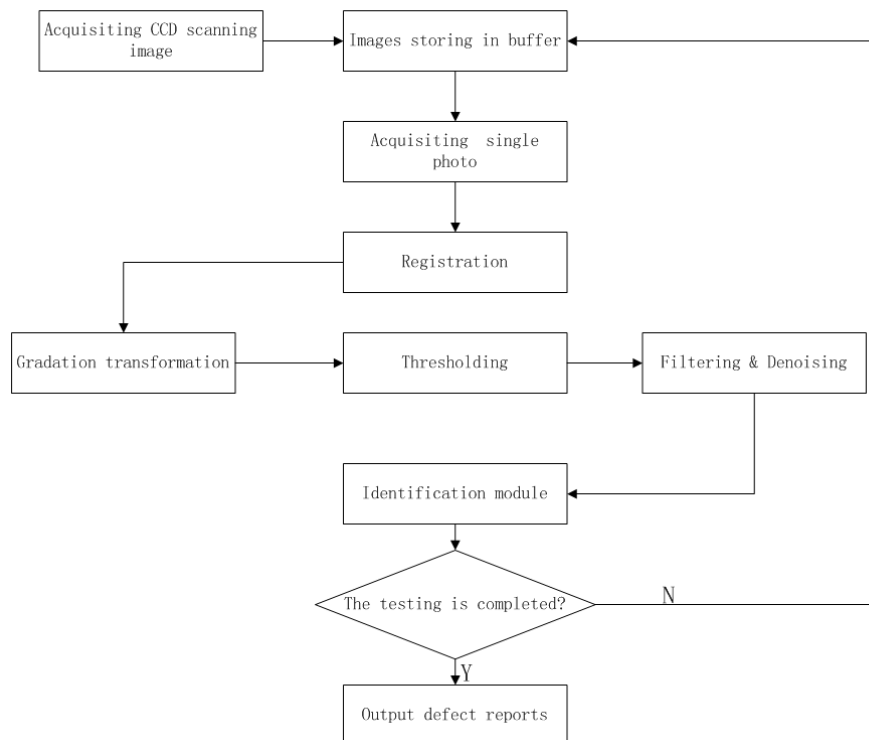 Acquisiting CCD scanning
image
Images storing in buffer
Acquisiting single
photo
Registration
Gradation transformation
Thresholding
Filtering & Denoising
Identification module
The testing is completed?
N
Y
Output defect reports